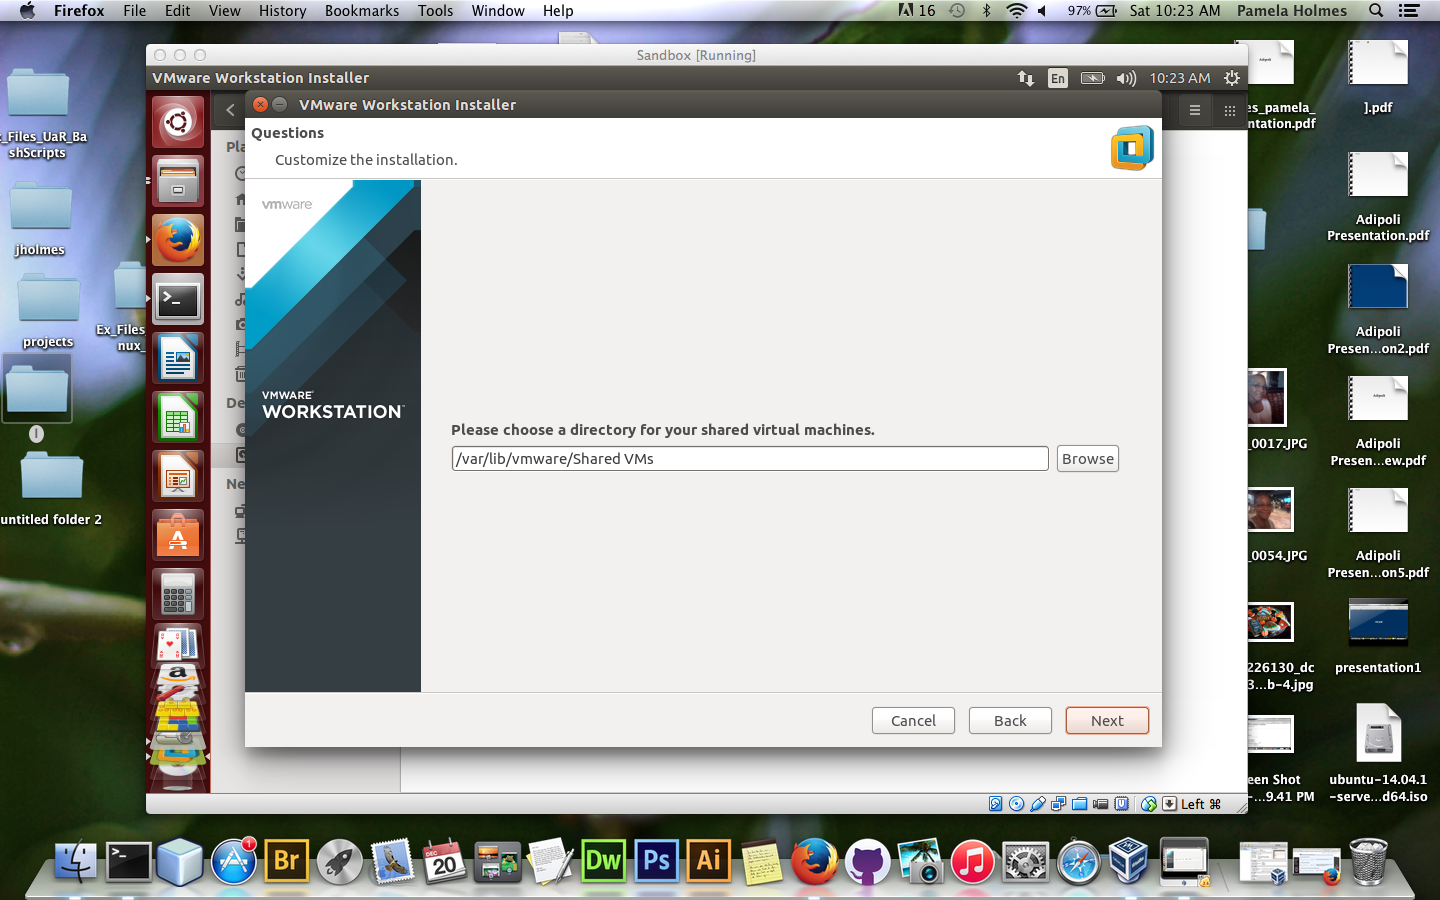 Firefox File Edit View History Bookmarks Tools Window Help
16 97% Sat 10:23 AM Pamela Holmes
Sandbox [Running]
VMware Workstation Installer
En 10:23 AM
VMware Workstation Installer
Questions
Customize the installation.
vmware
VMWARE
WORKSTATION
Please choose a directory for your shared virtual machines.
/var/lib/vmware/Shared VMs
Browse
Cancel Back Next
Pla
De
Ne
Left ⌘
_Files_UaR_Ba
shScripts
jholmes
projects
Ex_Files
nux_
untitled folder 2
es_pamela_
ntation.pdf
].pdf
Adipoli
Presentation.pdf
Adipoli
Presen...on2.pdf
_0017.JPG
Adipoli
Presen...ew.pdf
_0054.JPG
Adipoli
Presen...on5.pdf
226130_dc
3...b-4.jpg
presentation1
een Shot
-...9.41 PM
ubuntu-14.04.1
-serve...d64.iso
1
Br
DEC
20
Dw
Ps
Ai